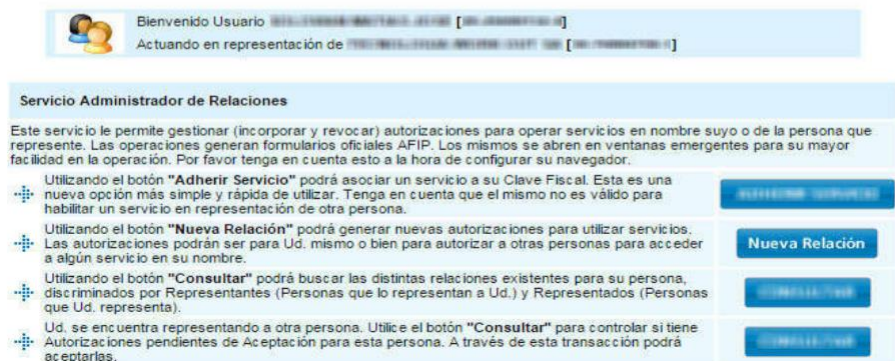 Bienvenido Usuario [ ]
Actuando en representación de [ ]
Servicio Administrador de Relaciones
Este servicio le permite gestionar (incorporar y revocar) autorizaciones para operar servicios en nombre suyo o de la persona que
represente. Las operaciones generan formularios oficiales AFIP. Los mismos se abren en ventanas emergentes para su mayor
facilidad en la operación. Por favor tenga en cuenta esto a la hora de configurar su navegador.
Utilizando el botón "Adherir Servicio" podrá asociar un servicio a su Clave Fiscal. Esta es una
nueva opción más simple y rápida de utilizar. Tenga en cuenta que el mismo no es válido para
habilitar un servicio en representación de otra persona.
Utilizando el botón "Nueva Relación" podrá generar nuevas autorizaciones para utilizar servicios.
Las autorizaciones podrán ser para Ud. mismo o bien para autorizar a otras personas para acceder
a algún servicio en su nombre.
Nueva Relación
Utilizando el botón "Consultar" podrá buscar las distintas relaciones existentes para su persona,
discriminados por Representantes (Personas que lo representan a Ud.) y Representados (Personas
que Ud. representa).
Ud. se encuentra representando a otra persona. Utilice el botón "Consultar" para controlar si tiene
Autorizaciones pendientes de Aceptación para esta persona. A través de esta transacción podrá
aceptarlas.